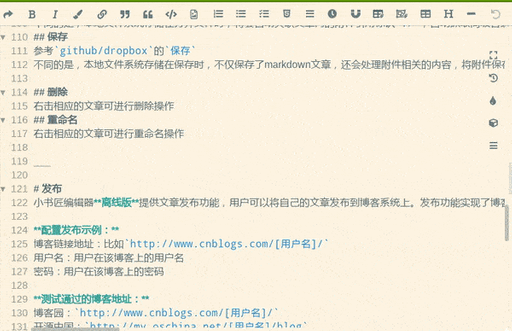 110 ## 保存
111 参考`github/dropbox`的`保存`
112 不同的是，本地文件系统存储在保存时，不仅保存了markdown文章，还会处理附件相关的内容，将附件保存
113
114 ## 删除
115 右击相应的文章可进行删除操作
116 ## 重命名
117 右击相应的文章可进行重命名操作
118
119 ___
120
121 # 发布
122 小书匠编辑器**离线版**提供文章发布功能，用户可以将自己的文章发布到博客系统上。发布功能实现了博
123
124 **配置发布示例：**
125 博客链接地址：比如`http://www.cnblogs.com/[用户名]/`
126 用户名：用户在该博客上的用户名
127 密码：用户在该博客上的密码
128
129 **测试通过的博客地址：**
130 博客园：`http://www.cnblogs.com/[用户名]/`
131 开源中国：`http://my.oschina.net/[用户名]/blog`